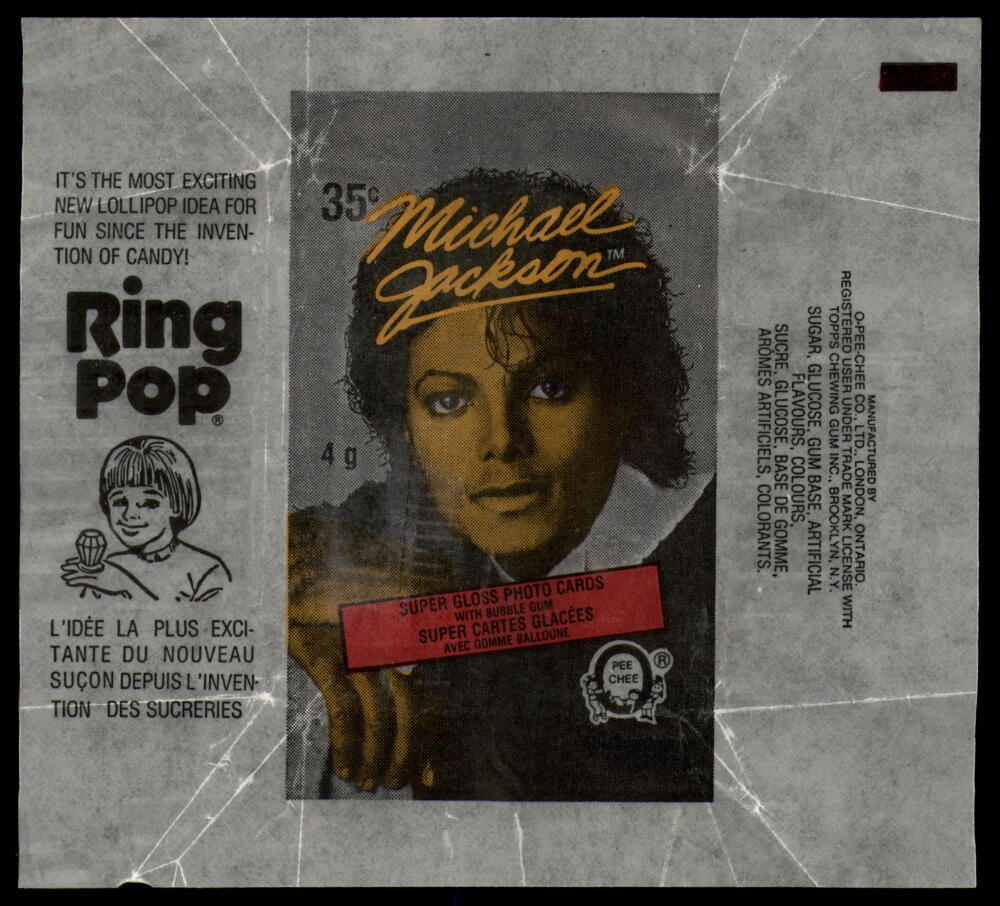 IT'S THE MOST EXCITING
NEW LOLLIPOP IDEA FOR
FUN SINCE THE INVEN-
TION OF CANDY!
Ring
Pop®
L'IDÉE LA PLUS EXCI-
TANTE DU NOUVEAU
SUÇON DEPUIS L'INVEN-
TION DES SUCRERIES
35¢
Michael
Jackson™
4 g
SUPER GLOSS PHOTO CARDS
WITH BUBBLE GUM
SUPER CARTES GLACÉES
AVEC GOMME BALLOUNE
O
PEE
CHEE
®
MANUFACTURED BY
O-PEE-CHEE CO., LTD., LONDON, ONTARIO.
REGISTERED USER UNDER TRADE MARK LICENSE WITH
TOPPS CHEWING GUM INC., BROOKLYN, N.Y.
SUGAR, GLUCOSE, GUM BASE, ARTIFICIAL
FLAVOURS, COLOURS.
SUCRE, GLUCOSE, BASE DE GOMME,
AROMES ARTIFICIELS, COLORANTS.